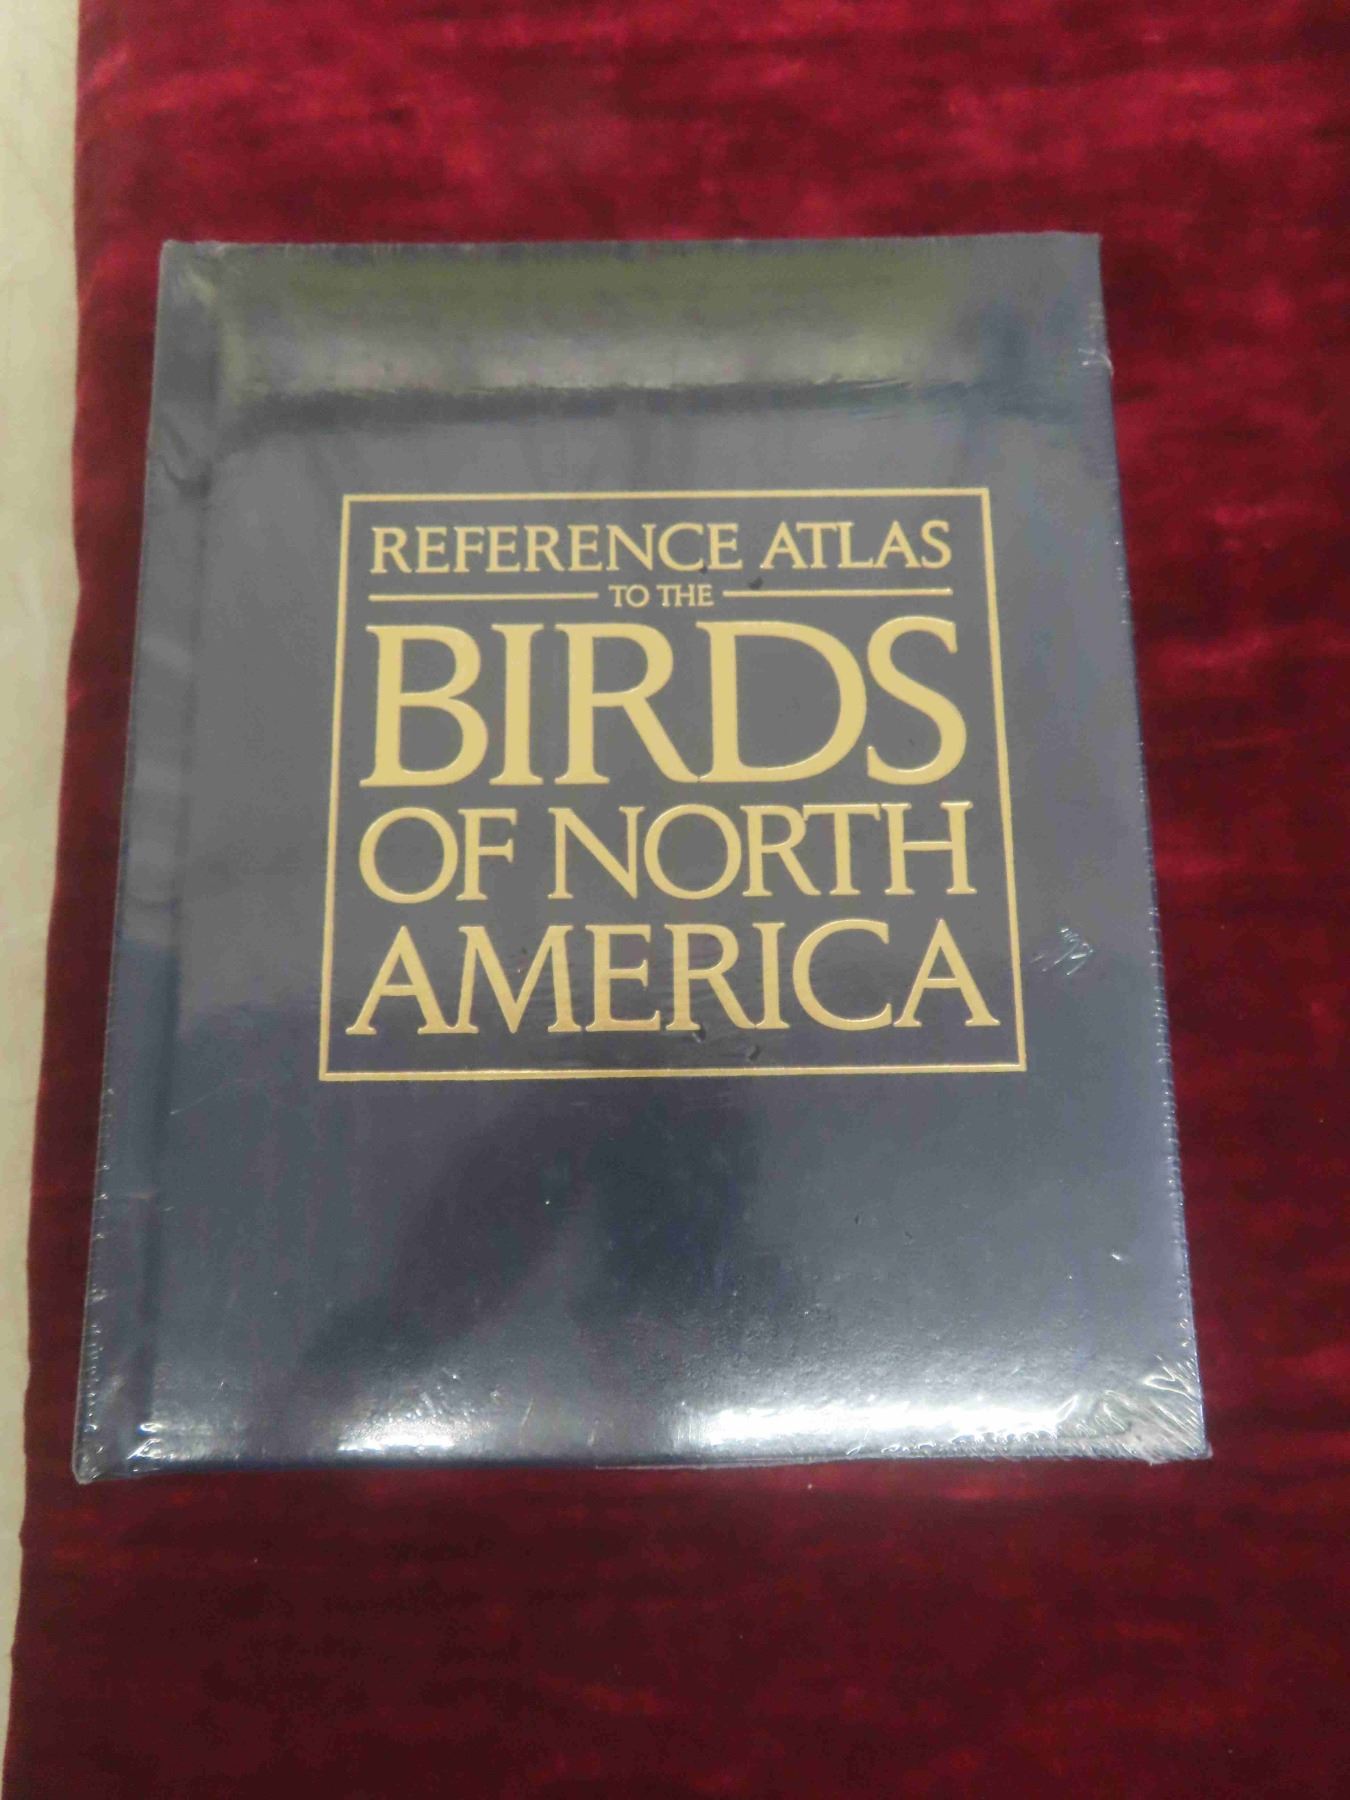 REFERENCE ATLAS
TO THE
BIRDS
OF NORTH
AMERICA